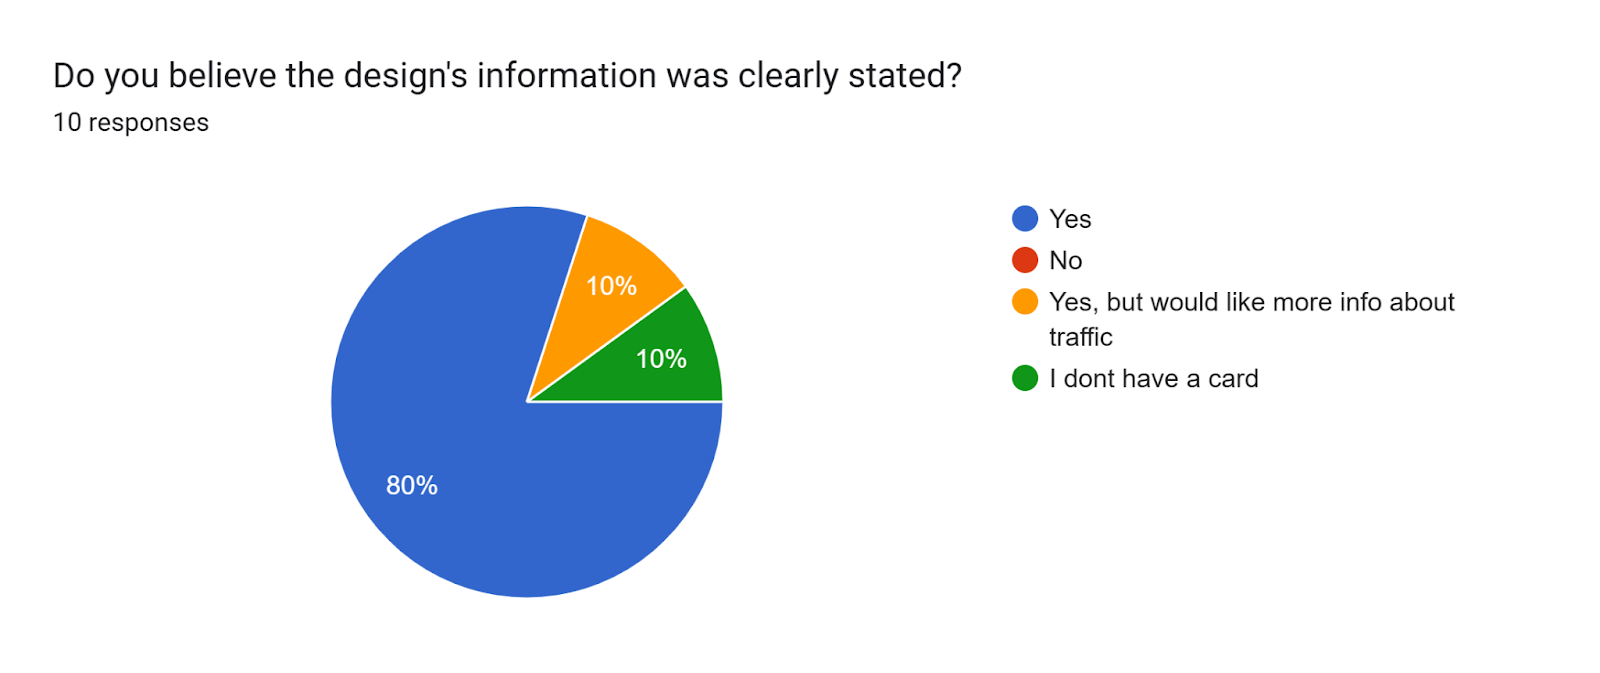 Do you believe the design's information was clearly stated?
10 responses
Yes
No
Yes, but would like more info about
traffic
I dont have a card
10%
10%
80%